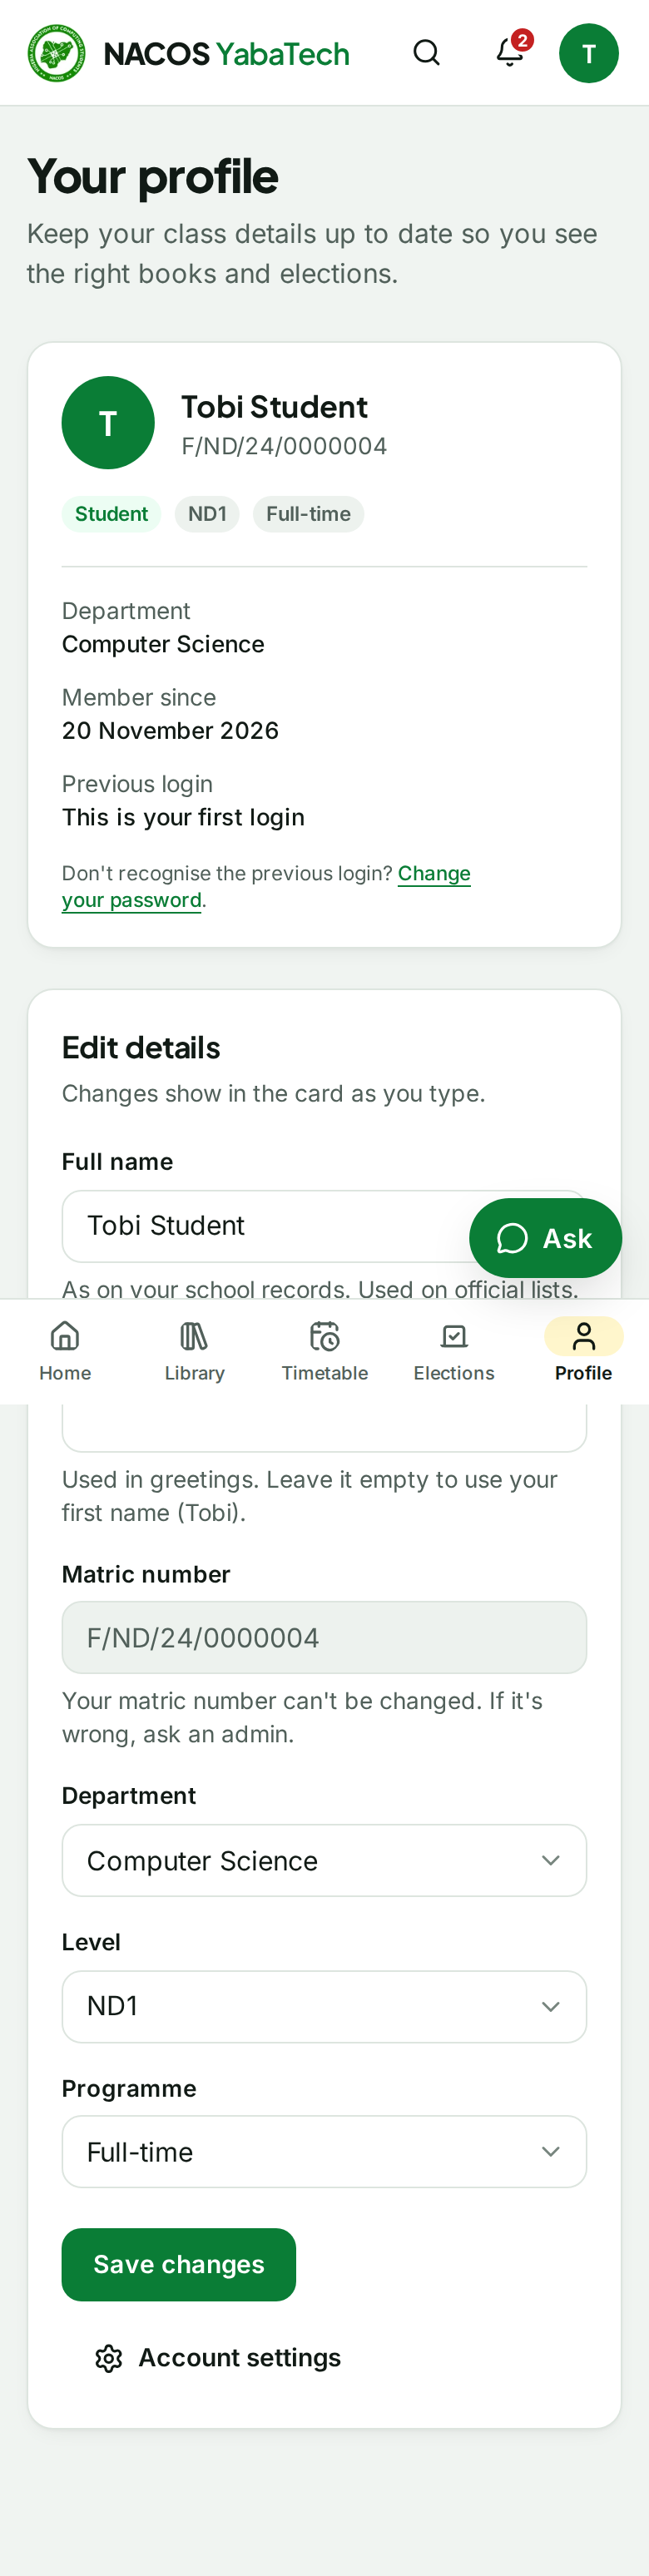 NACOS YabaTech
2
T
Your profile
Keep your class details up to date so you see
the right books and elections.
T
Tobi Student
F/ND/24/0000004
Student
ND1
Full-time
Department
Computer Science
Member since
20 November 2026
Previous login
This is your first login
Don't recognise the previous login? Change
your password.
Edit details
Changes show in the card as you type.
Full name
Tobi Student
Ask
As on your school records. Used on official lists.
Home
Library
Timetable
Elections
Profile
Used in greetings. Leave it empty to use your
first name (Tobi).
Matric number
F/ND/24/0000004
Your matric number can't be changed. If it's
wrong, ask an admin.
Department
Computer Science
Level
ND1
Programme
Full-time
Save changes
Account settings